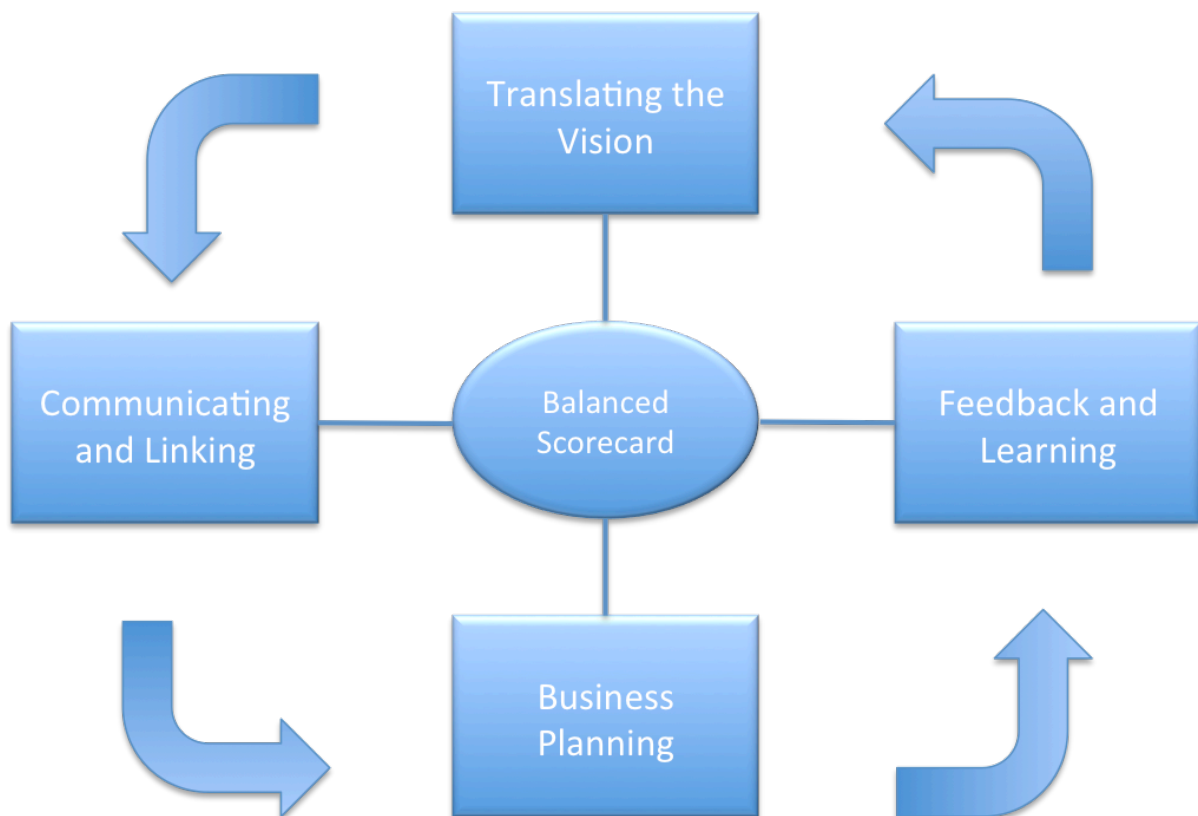 Translating the
Vision
Communicating
and Linking
Balanced
Scorecard
Feedback and
Learning
Business
Planning